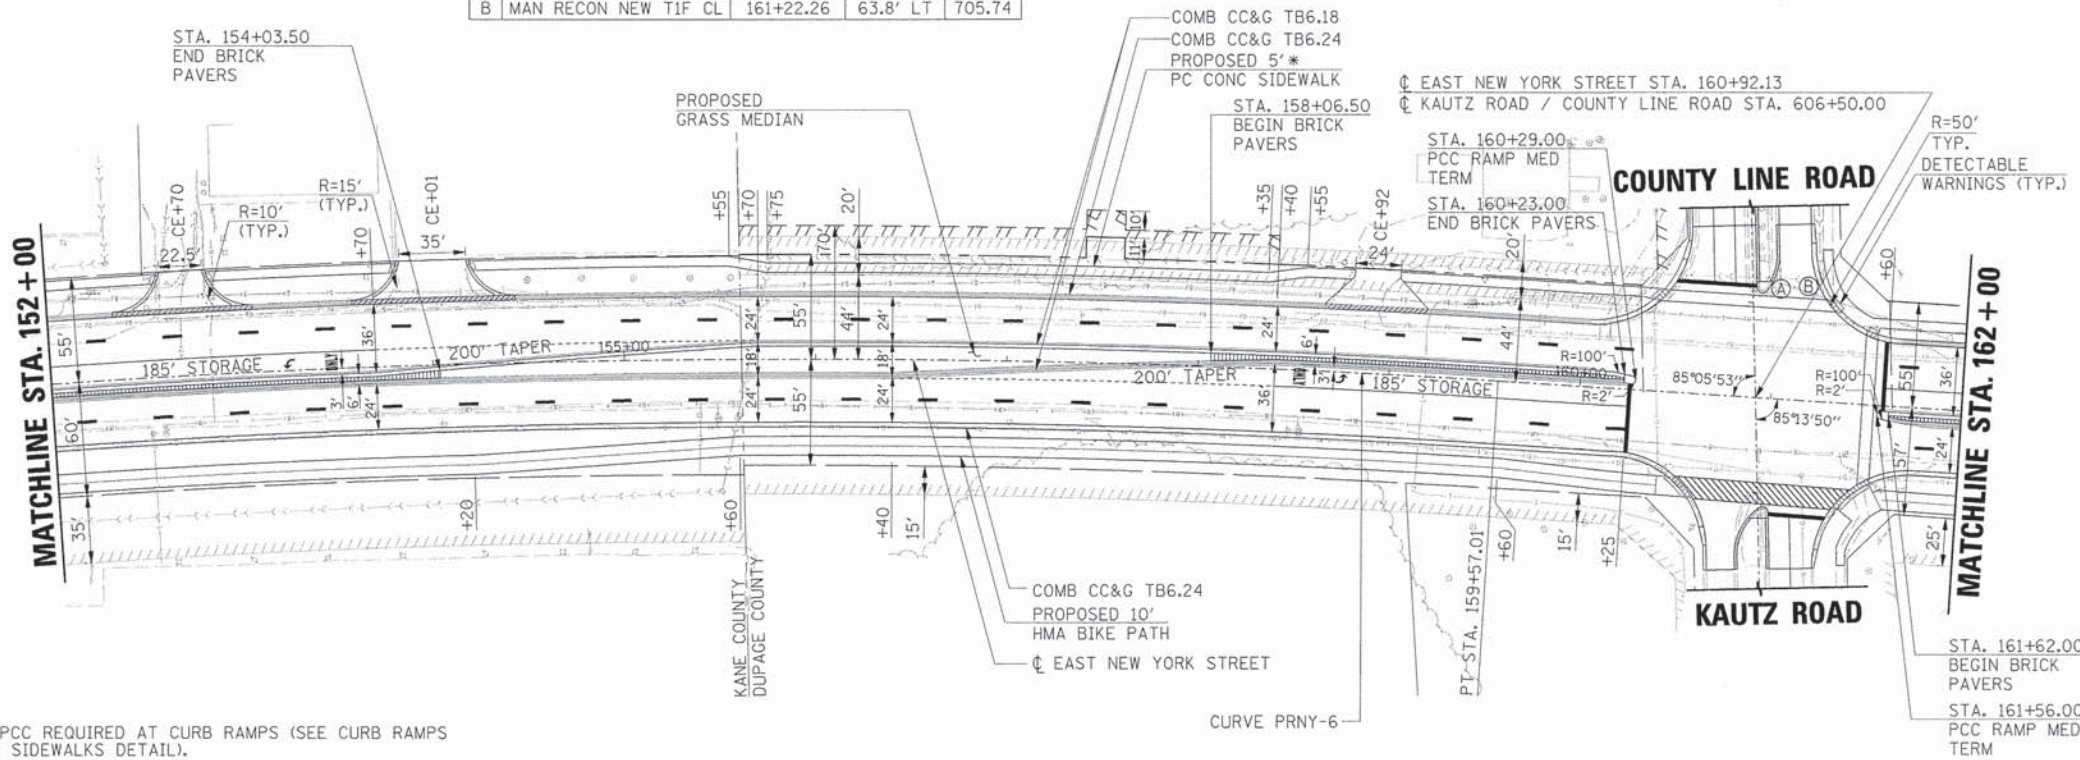 B MAN RECON NEW T1F CL 161+22.26 63.8' LT 705.74
STA. 154+03.50
END BRICK
PAVERS
PROPOSED
GRASS MEDIAN
COMB CC&G TB6.18
COMB CC&G TB6.24
PROPOSED 5' *
PC CONC SIDEWALK
STA. 158+06.50
BEGIN BRICK
PAVERS
℄ EAST NEW YORK STREET STA. 160+92.13
℄ KAUTZ ROAD / COUNTY LINE ROAD STA. 606+50.00
STA. 160+29.00
PCC RAMP MED
TERM
STA. 160+23.00
END BRICK PAVERS
COUNTY LINE ROAD
R=50'
TYP.
DETECTABLE
WARNINGS (TYP.)
MATCHLINE STA. 152+00
CE+70
22.5'
R=10'
(TYP.)
R=15'
(TYP.)
+70
CE+01
35'
+55
+70
+75
170'
20'
10'
11'
+35
+40
+55
CE+92
24'
20'
+60
A
B
55'
36'
24'
55'
44'
24'
24'
6'
44'
185' STORAGE
ONLY
200' TAPER
155+00
18'
18'
200' TAPER
3'
185' STORAGE
R=100'
160+00
R=2'
85°05'53"
85°13'50"
R=100'
R=2'
55'
36'
60'
3'
6'
24'
24'
55'
24'
36'
57'
24'
MATCHLINE STA. 162+00
35'
+20
+60
+40
15'
PT STA. 159+57.01
+60
15'
+25
25'
KANE COUNTY
DUPAGE COUNTY
COMB CC&G TB6.24
PROPOSED 10'
HMA BIKE PATH
℄ EAST NEW YORK STREET
CURVE PRNY-6
KAUTZ ROAD
STA. 161+62.00
BEGIN BRICK
PAVERS
STA. 161+56.00
PCC RAMP MED
TERM
PCC REQUIRED AT CURB RAMPS (SEE CURB RAMPS
SIDEWALKS DETAIL).